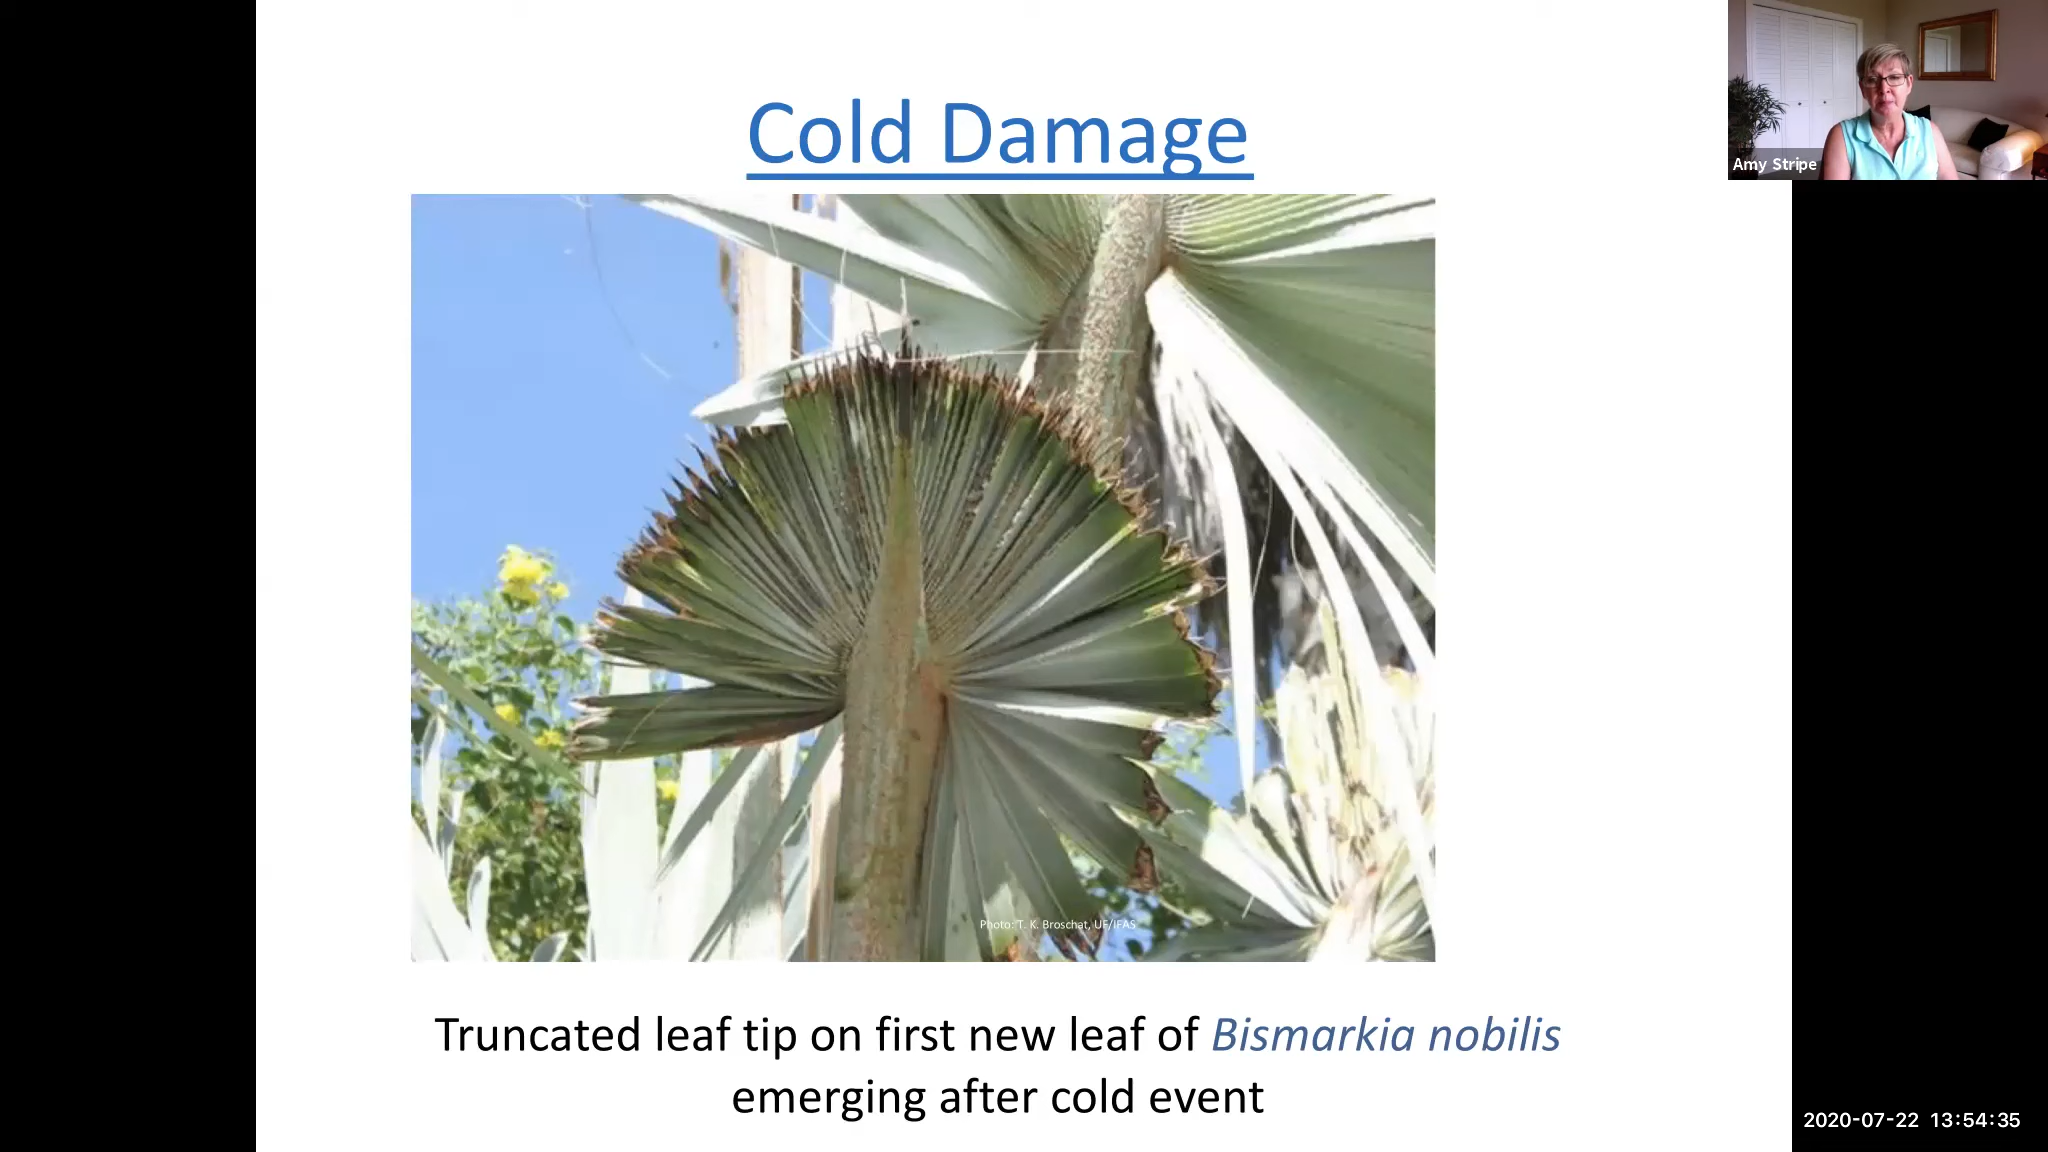 Cold Damage
Amy Stripe
Photo: T. K. Broschat, UF/IFAS
Truncated leaf tip on first new leaf of Bismarkia nobilis
emerging after cold event
2020-07-22 13:54:35